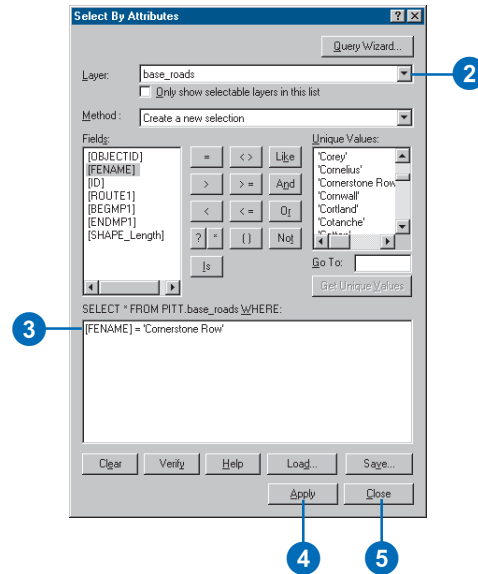 Select By Attributes
Query Wizard...
Layer: base_roads
2
Only show selectable layers in this list
Method : Create a new selection
Fields: Unique Values:
[OBJECTID]
[FENAME]
[ID]
[ROUTE1]
[BEGMP1]
[ENDMP1]
[SHAPE_Length]
= < > Like
> > = And
< < = Or
? * ( ) Not
Is
'Corey'
'Cornelius'
'Cornerstone Row'
'Cornwall'
'Cortland'
'Cotanche'
Go To:
Get Unique Values
SELECT * FROM PITT.base_roads WHERE:
3
[FENAME] = 'Cornerstone Row'
Clear Verify Help Load... Save...
Apply Close
4 5